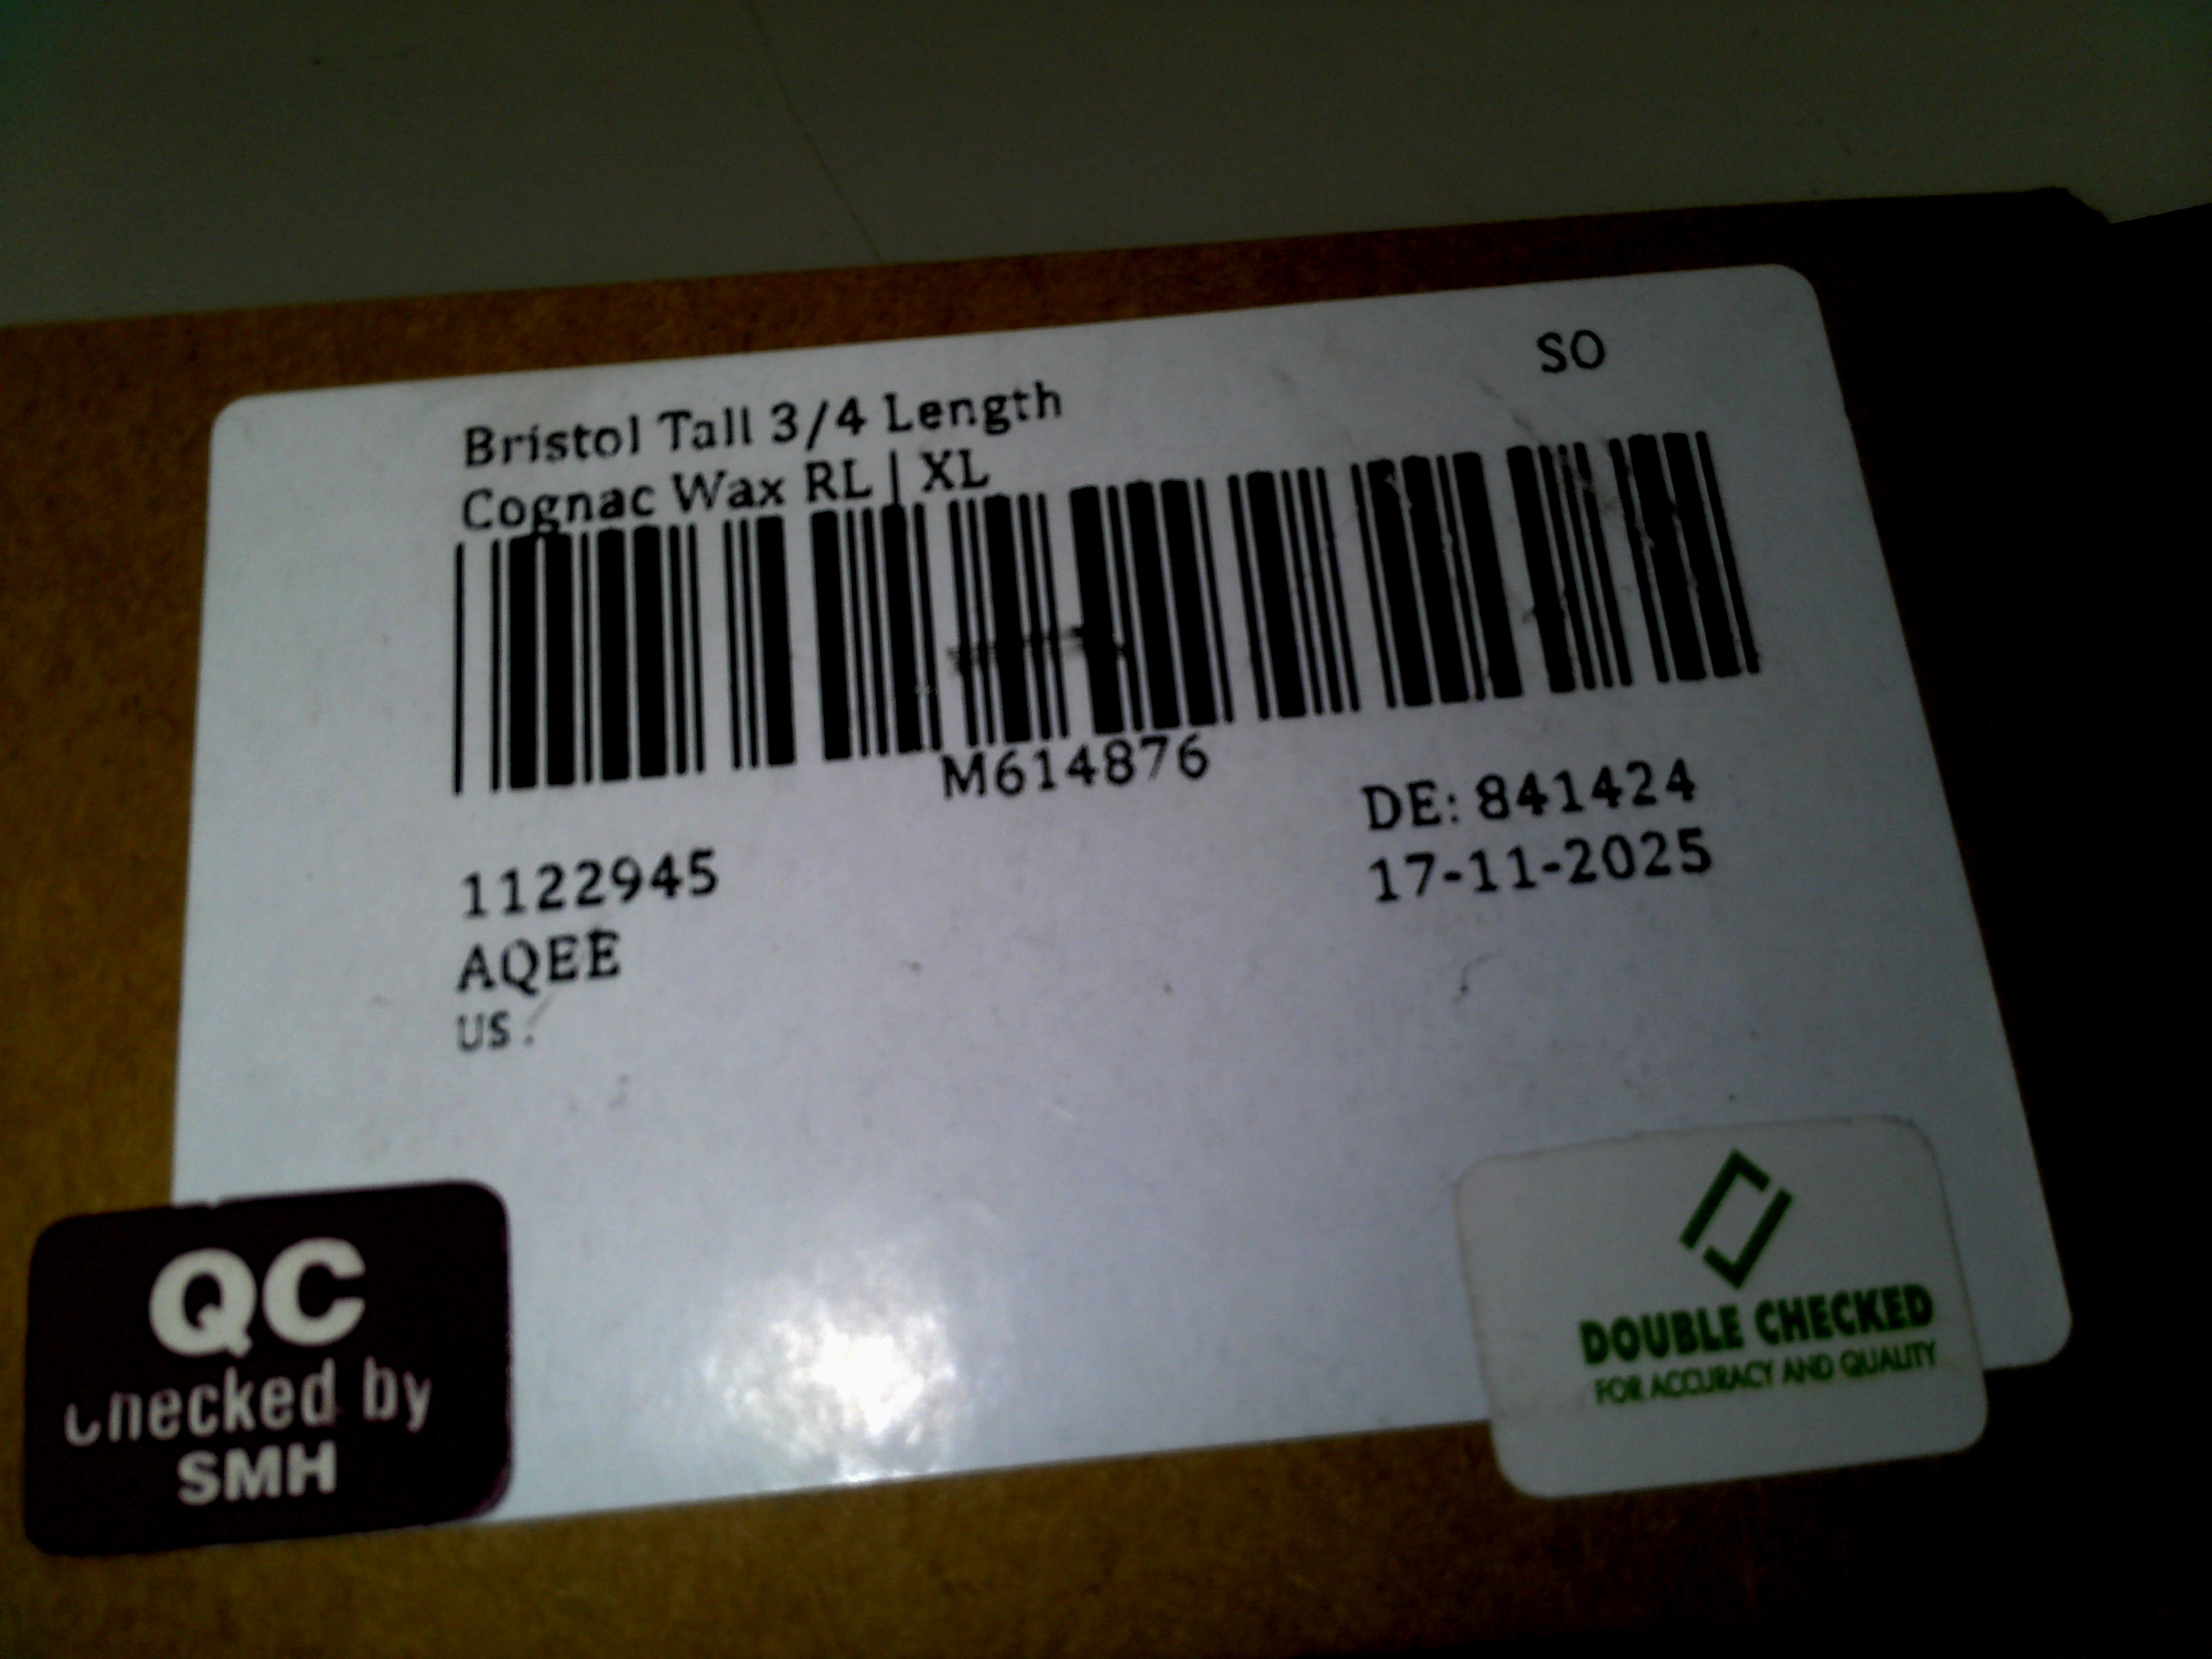 SO
Bristol Tall 3/4 Length
Cognac Wax RL | XL
M614876
DE: 841424
17-11-2025
1122945
AQEE
US .
QC
checked by
SMH
DOUBLE CHECKED
FOR ACCURACY AND QUALITY